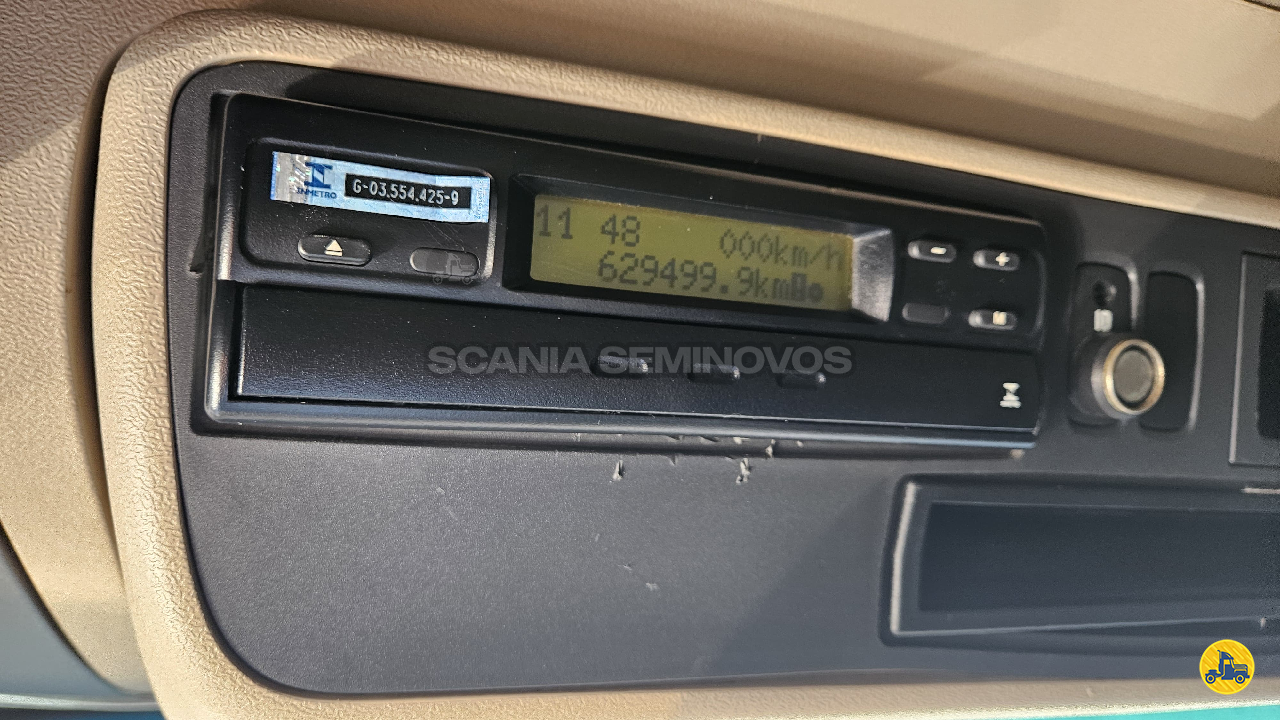 INMETRO
G-03.554.425-9
11 48 000km/h
629499.9km
- +
M
SCANIA SEMINOVOS